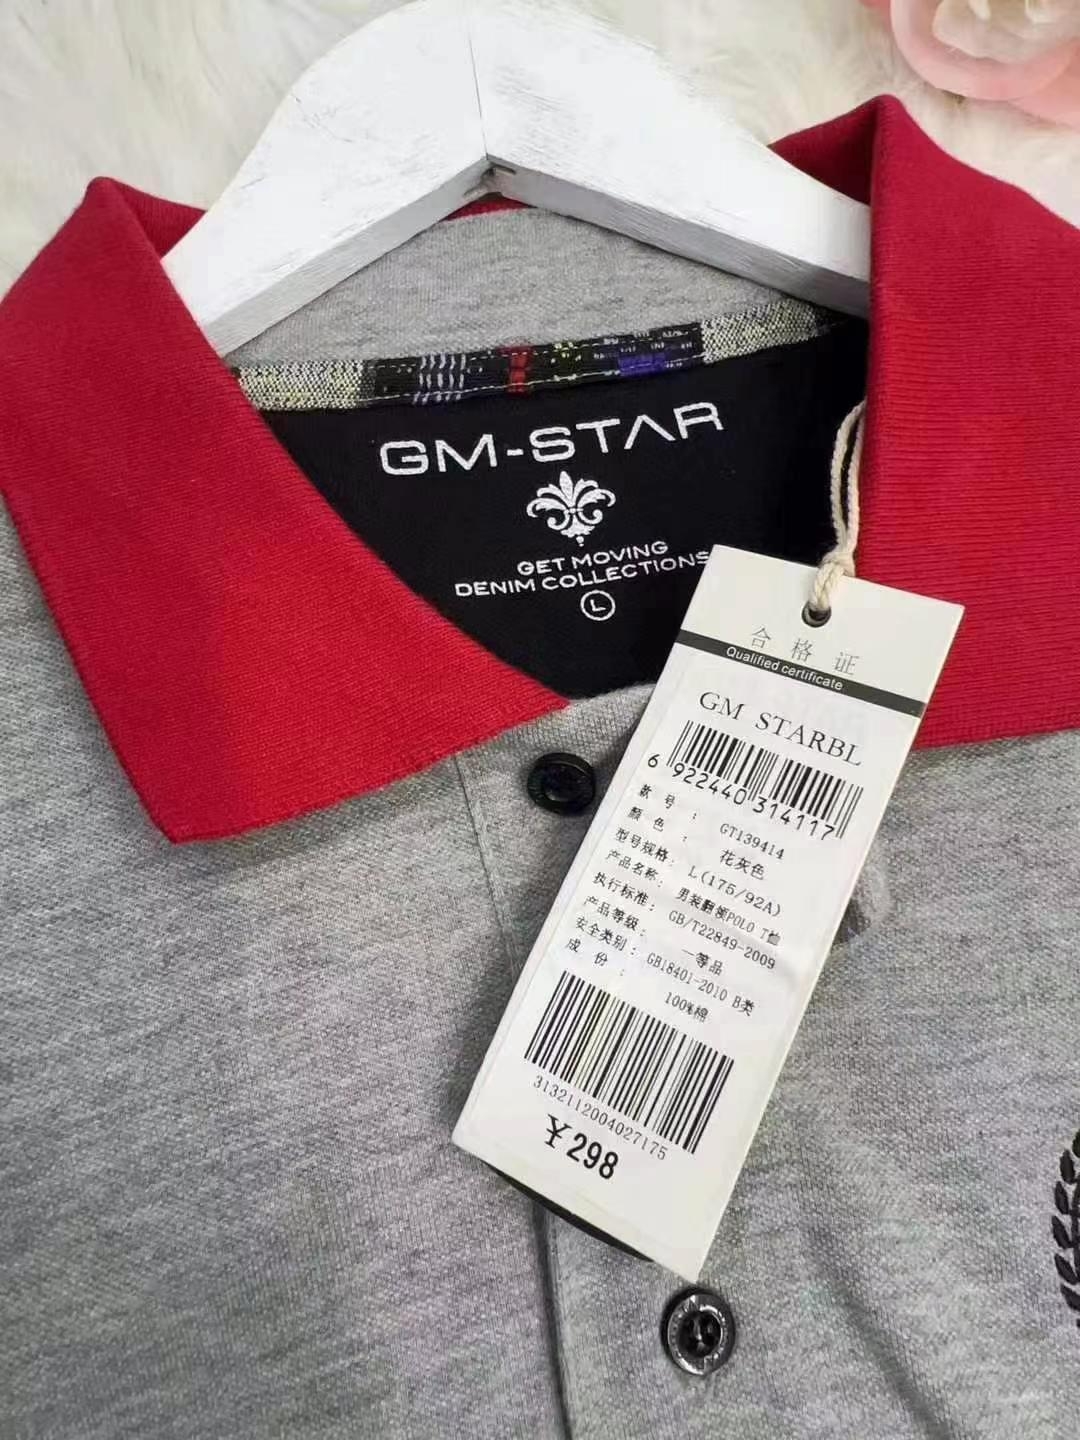 GM-STAR
GET MOVING
DENIM COLLECTIONS
L
合格证
Qualified certificate
GM STARBL
6 922440 314117
款号: GT139414
颜色: 花灰色
型号规格: L(175/92A)
产品名称: 男装翻领POLO T恤
执行标准: GB/T22849-2009
产品等级: 一等品
安全类别: GB18401-2010 B类
成份: 100%棉
3132112004027175
¥298